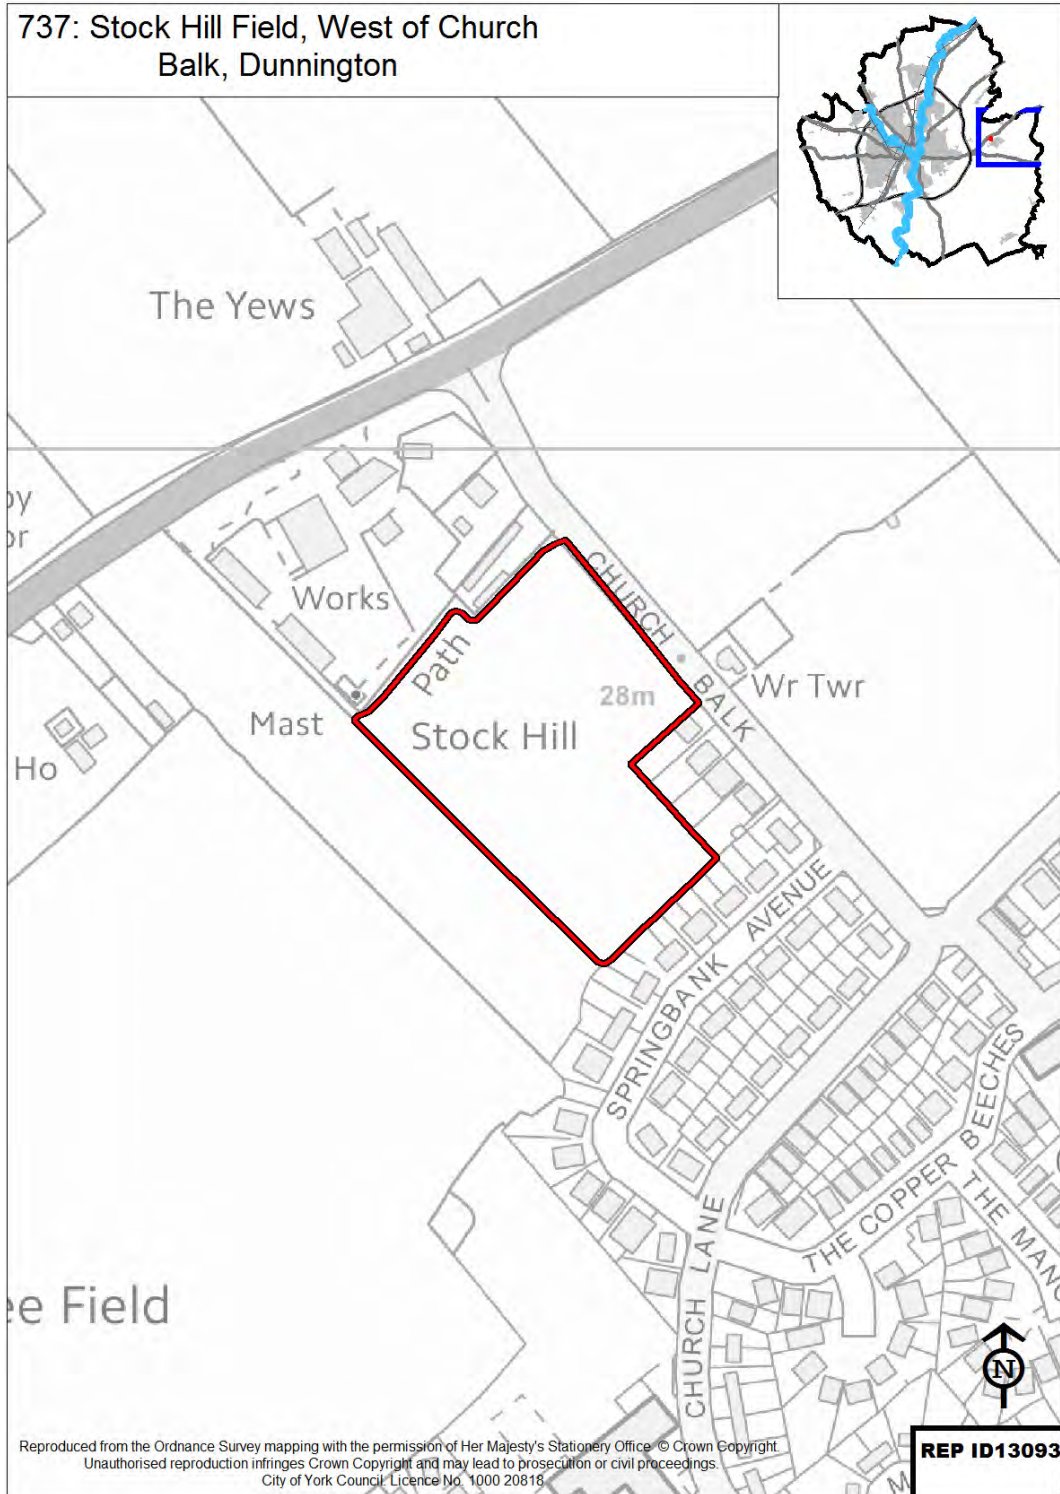 737: Stock Hill Field, West of Church
Balk, Dunnington
The Yews
Works
CHURCH BALK
Path
28m
Wr Twr
Mast
Stock Hill
Ho
SPRINGBANK AVENUE
THE COPPER BEECHES
CHURCH LANE
Field
N
Reproduced from the Ordnance Survey mapping with the permission of Her Majesty's Stationery Office. © Crown Copyright.
Unauthorised reproduction infringes Crown Copyright and may lead to prosecution or civil proceedings.
City of York Council. Licence No. 1000 20818
REP ID13093